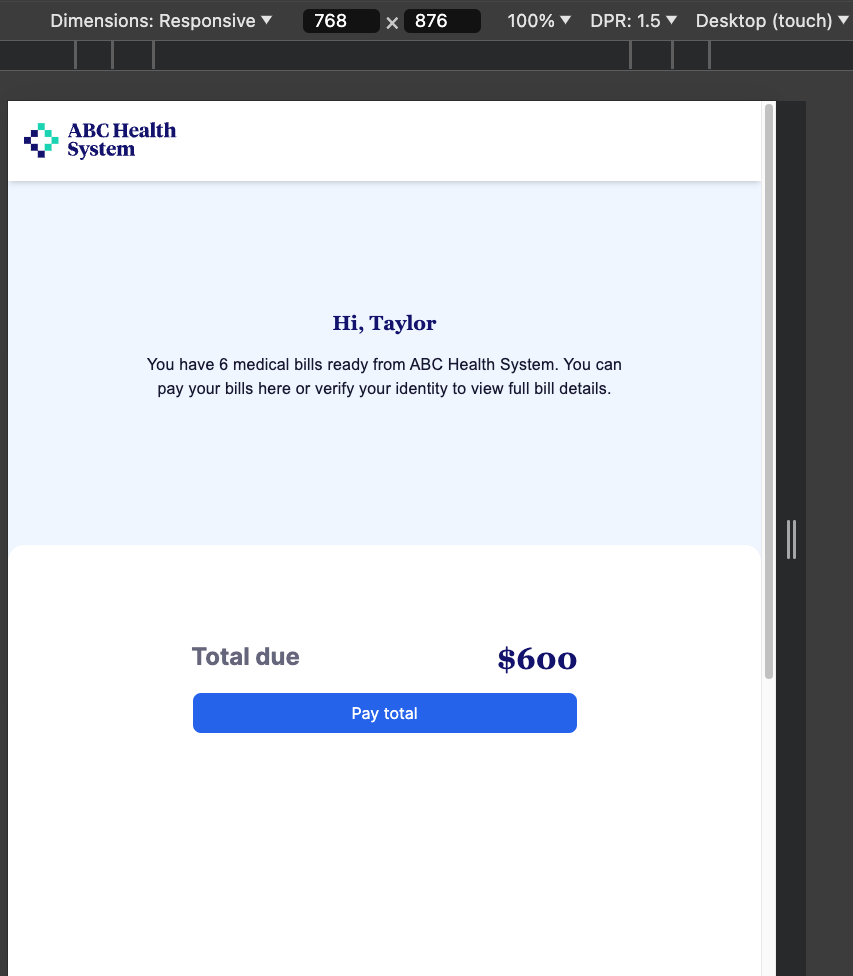 Dimensions: Responsive ▼ 768 × 876 100% ▼ DPR: 1.5 ▼ Desktop (touch) ▼
ABC Health
System
Hi, Taylor
You have 6 medical bills ready from ABC Health System. You can
pay your bills here or verify your identity to view full bill details.
Total due $600
Pay total